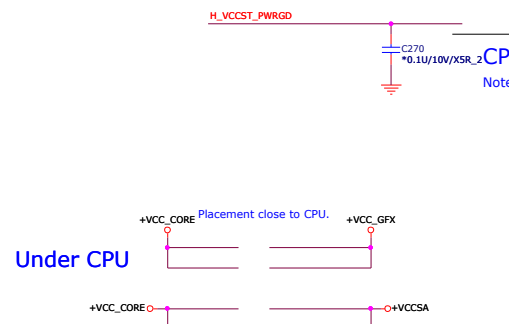 H_VCCST_PWRGD
C270
*0.1U/10V/X5R_2
CP
Note
+VCC_CORE
Placement close to CPU.
+VCC_GFX
Under CPU
+VCC_CORE
+VCCSA